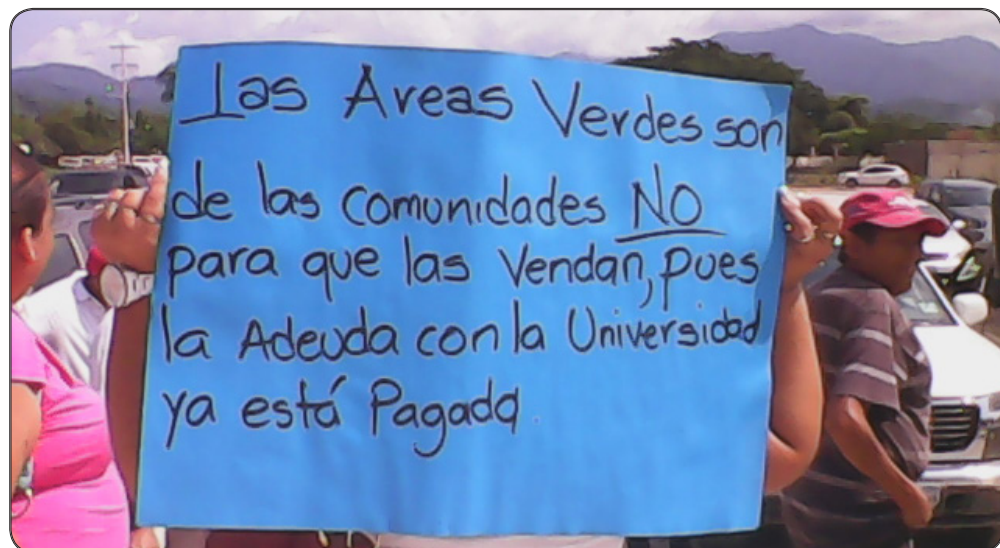 Las Areas Verdes son
de las comunidades NO
para que las Vendan, pues
la Adeuda con la Universidad
ya está Pagada.